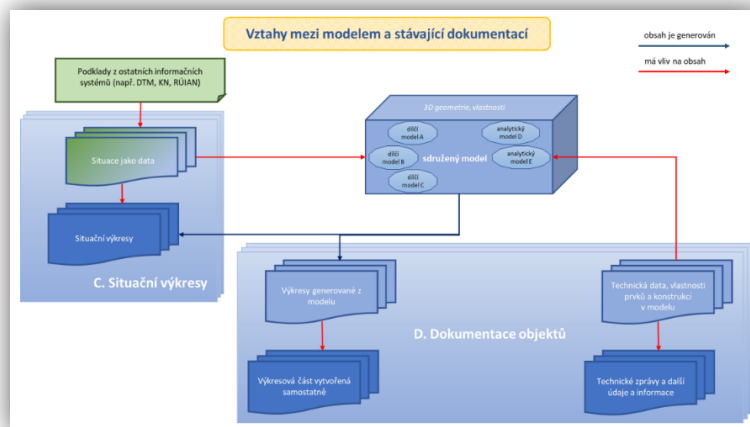 Vztahy mezi modelem a stávající dokumentací
obsah je generován
má vliv na obsah
Podklady z ostatních informačních
systémů (např. DTM, KN, RÚIAN)
3D geometrie, vlastnosti
dílčí
model A
analytický
model D
dílčí
model B
sdružený model
analytický
model E
dílčí
model C
Situace jako data
Situační výkresy
C. Situační výkresy
Výkresy generované z
modelu
Technická data, vlastnosti
prvků a konstrukcí
v modelu
D. Dokumentace objektů
Výkresová část vytvořená
samostatně
Technické zprávy a další
údaje a informace